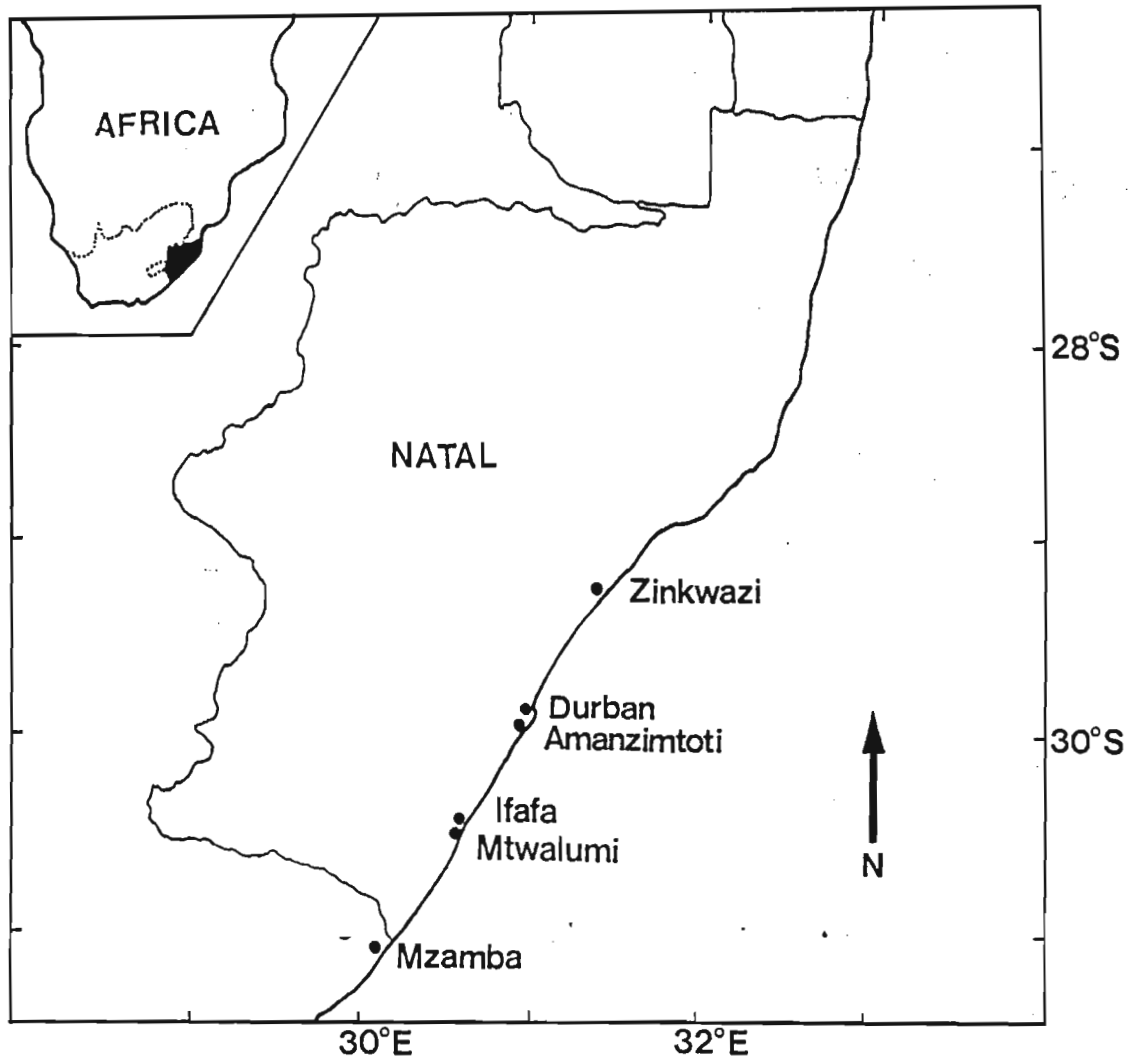 AFRICA
28°S
NATAL
Zinkwazi
Durban
Amanzimtoti
30°S
Ifafa
Mtwalumi
N
Mzamba
30°E
32°E